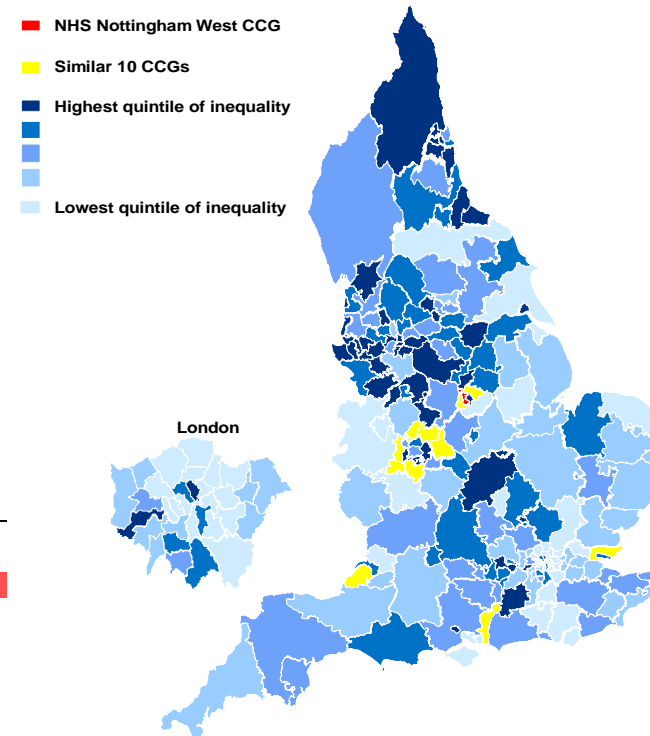 NHS Nottingham West CCG
Similar 10 CCGs
Highest quintile of inequality
Lowest quintile of inequality
London